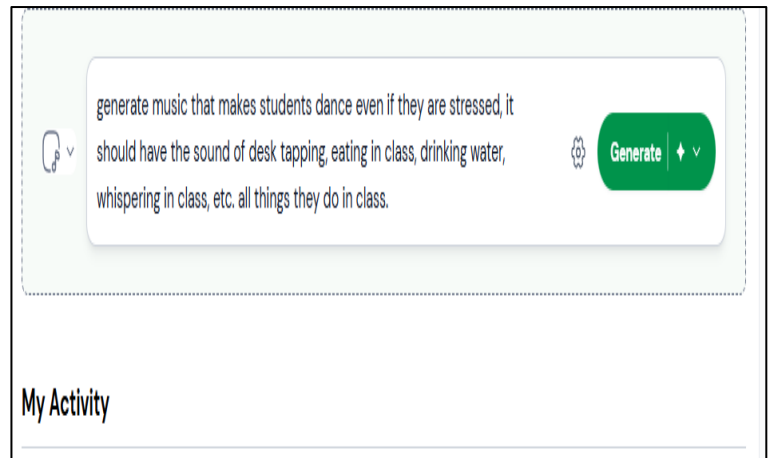 generate music that makes students dance even if they are stressed, it
should have the sound of desk tapping, eating in class, drinking water,
whispering in class, etc. all things they do in class.
Generate
My Activity